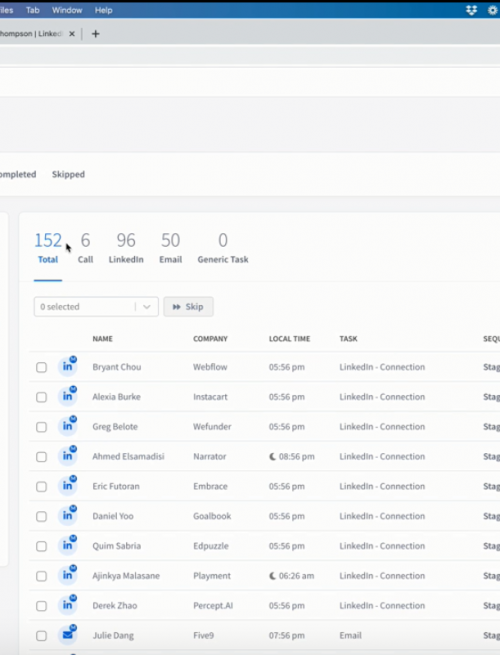 iles Tab Window Help
hompson | Linked
ompleted Skipped
152 6 96 50 0
Total Call LinkedIn Email Generic Task
0 selected Skip
NAME COMPANY LOCAL TIME TASK SEQU
in M Bryant Chou Webflow 05:56 pm LinkedIn - Connection Stag
in M Alexia Burke Instacart 05:56 pm LinkedIn - Connection Stag
in M Greg Belote Wefunder 05:56 pm LinkedIn - Connection Stag
in M Ahmed Elsamadisi Narrator 08:56 pm LinkedIn - Connection Stag
in M Eric Futoran Embrace 05:56 pm LinkedIn - Connection Stag
in M Daniel Yoo Goalbook 05:56 pm LinkedIn - Connection Stag
in M Quim Sabria Edpuzzle 05:56 pm LinkedIn - Connection Stag
in M Ajinkya Malasane Playment 06:26 am LinkedIn - Connection Stag
in M Derek Zhao Percept.AI 05:56 pm LinkedIn - Connection Stag
M Julie Dang Five9 07:56 pm Email Stag